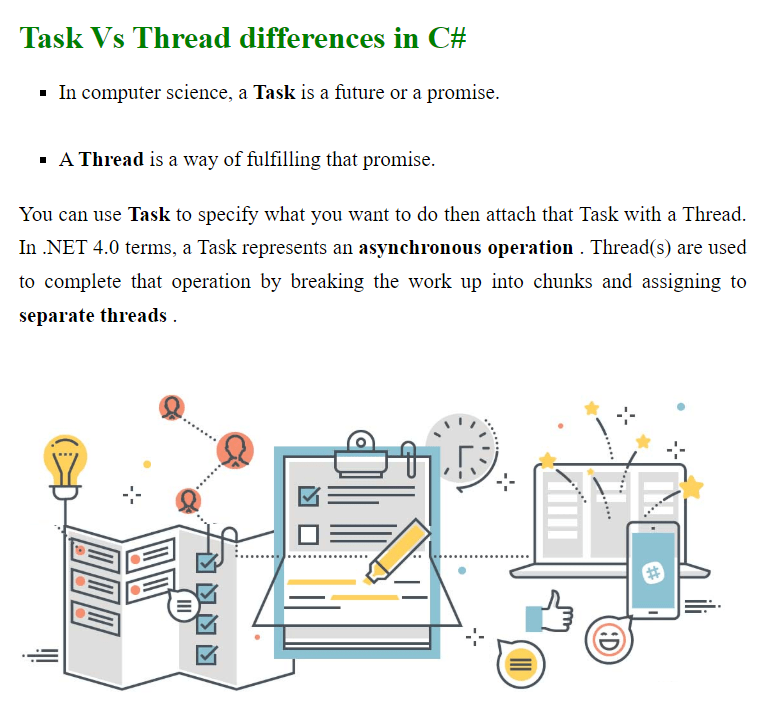 Task Vs Thread differences in C#
▪ In computer science, a Task is a future or a promise.
▪ A Thread is a way of fulfilling that promise.
You can use Task to specify what you want to do then attach that Task with a Thread.
In .NET 4.0 terms, a Task represents an asynchronous operation . Thread(s) are used
to complete that operation by breaking the work up into chunks and assigning to
separate threads .
#